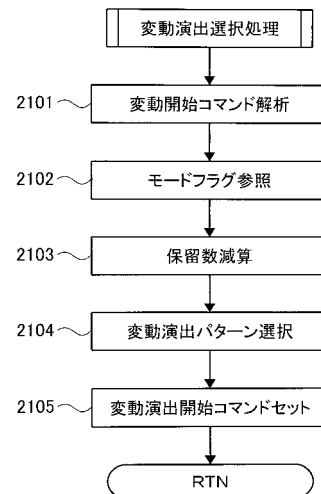 変動演出選択処理
2101 変動開始コマンド解析
2102 モードフラグ参照
2103 保留数減算
2104 変動演出パターン選択
2105 変動演出開始コマンドセット
RTN